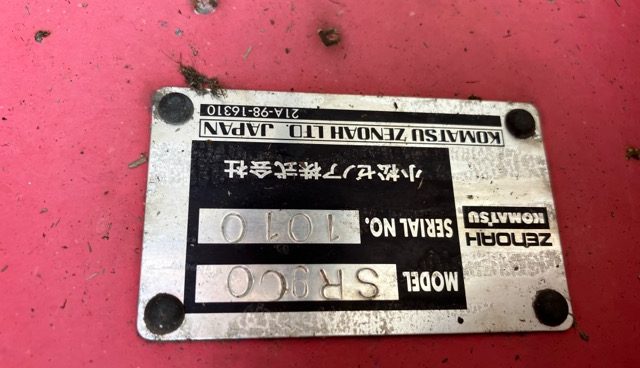 ZENOAH
KOMATSU
MODEL SR600
SERIAL NO. 1010
小松ゼノア株式会社
KOMATSU ZENOAH LTD. JAPAN
21A-98-16310